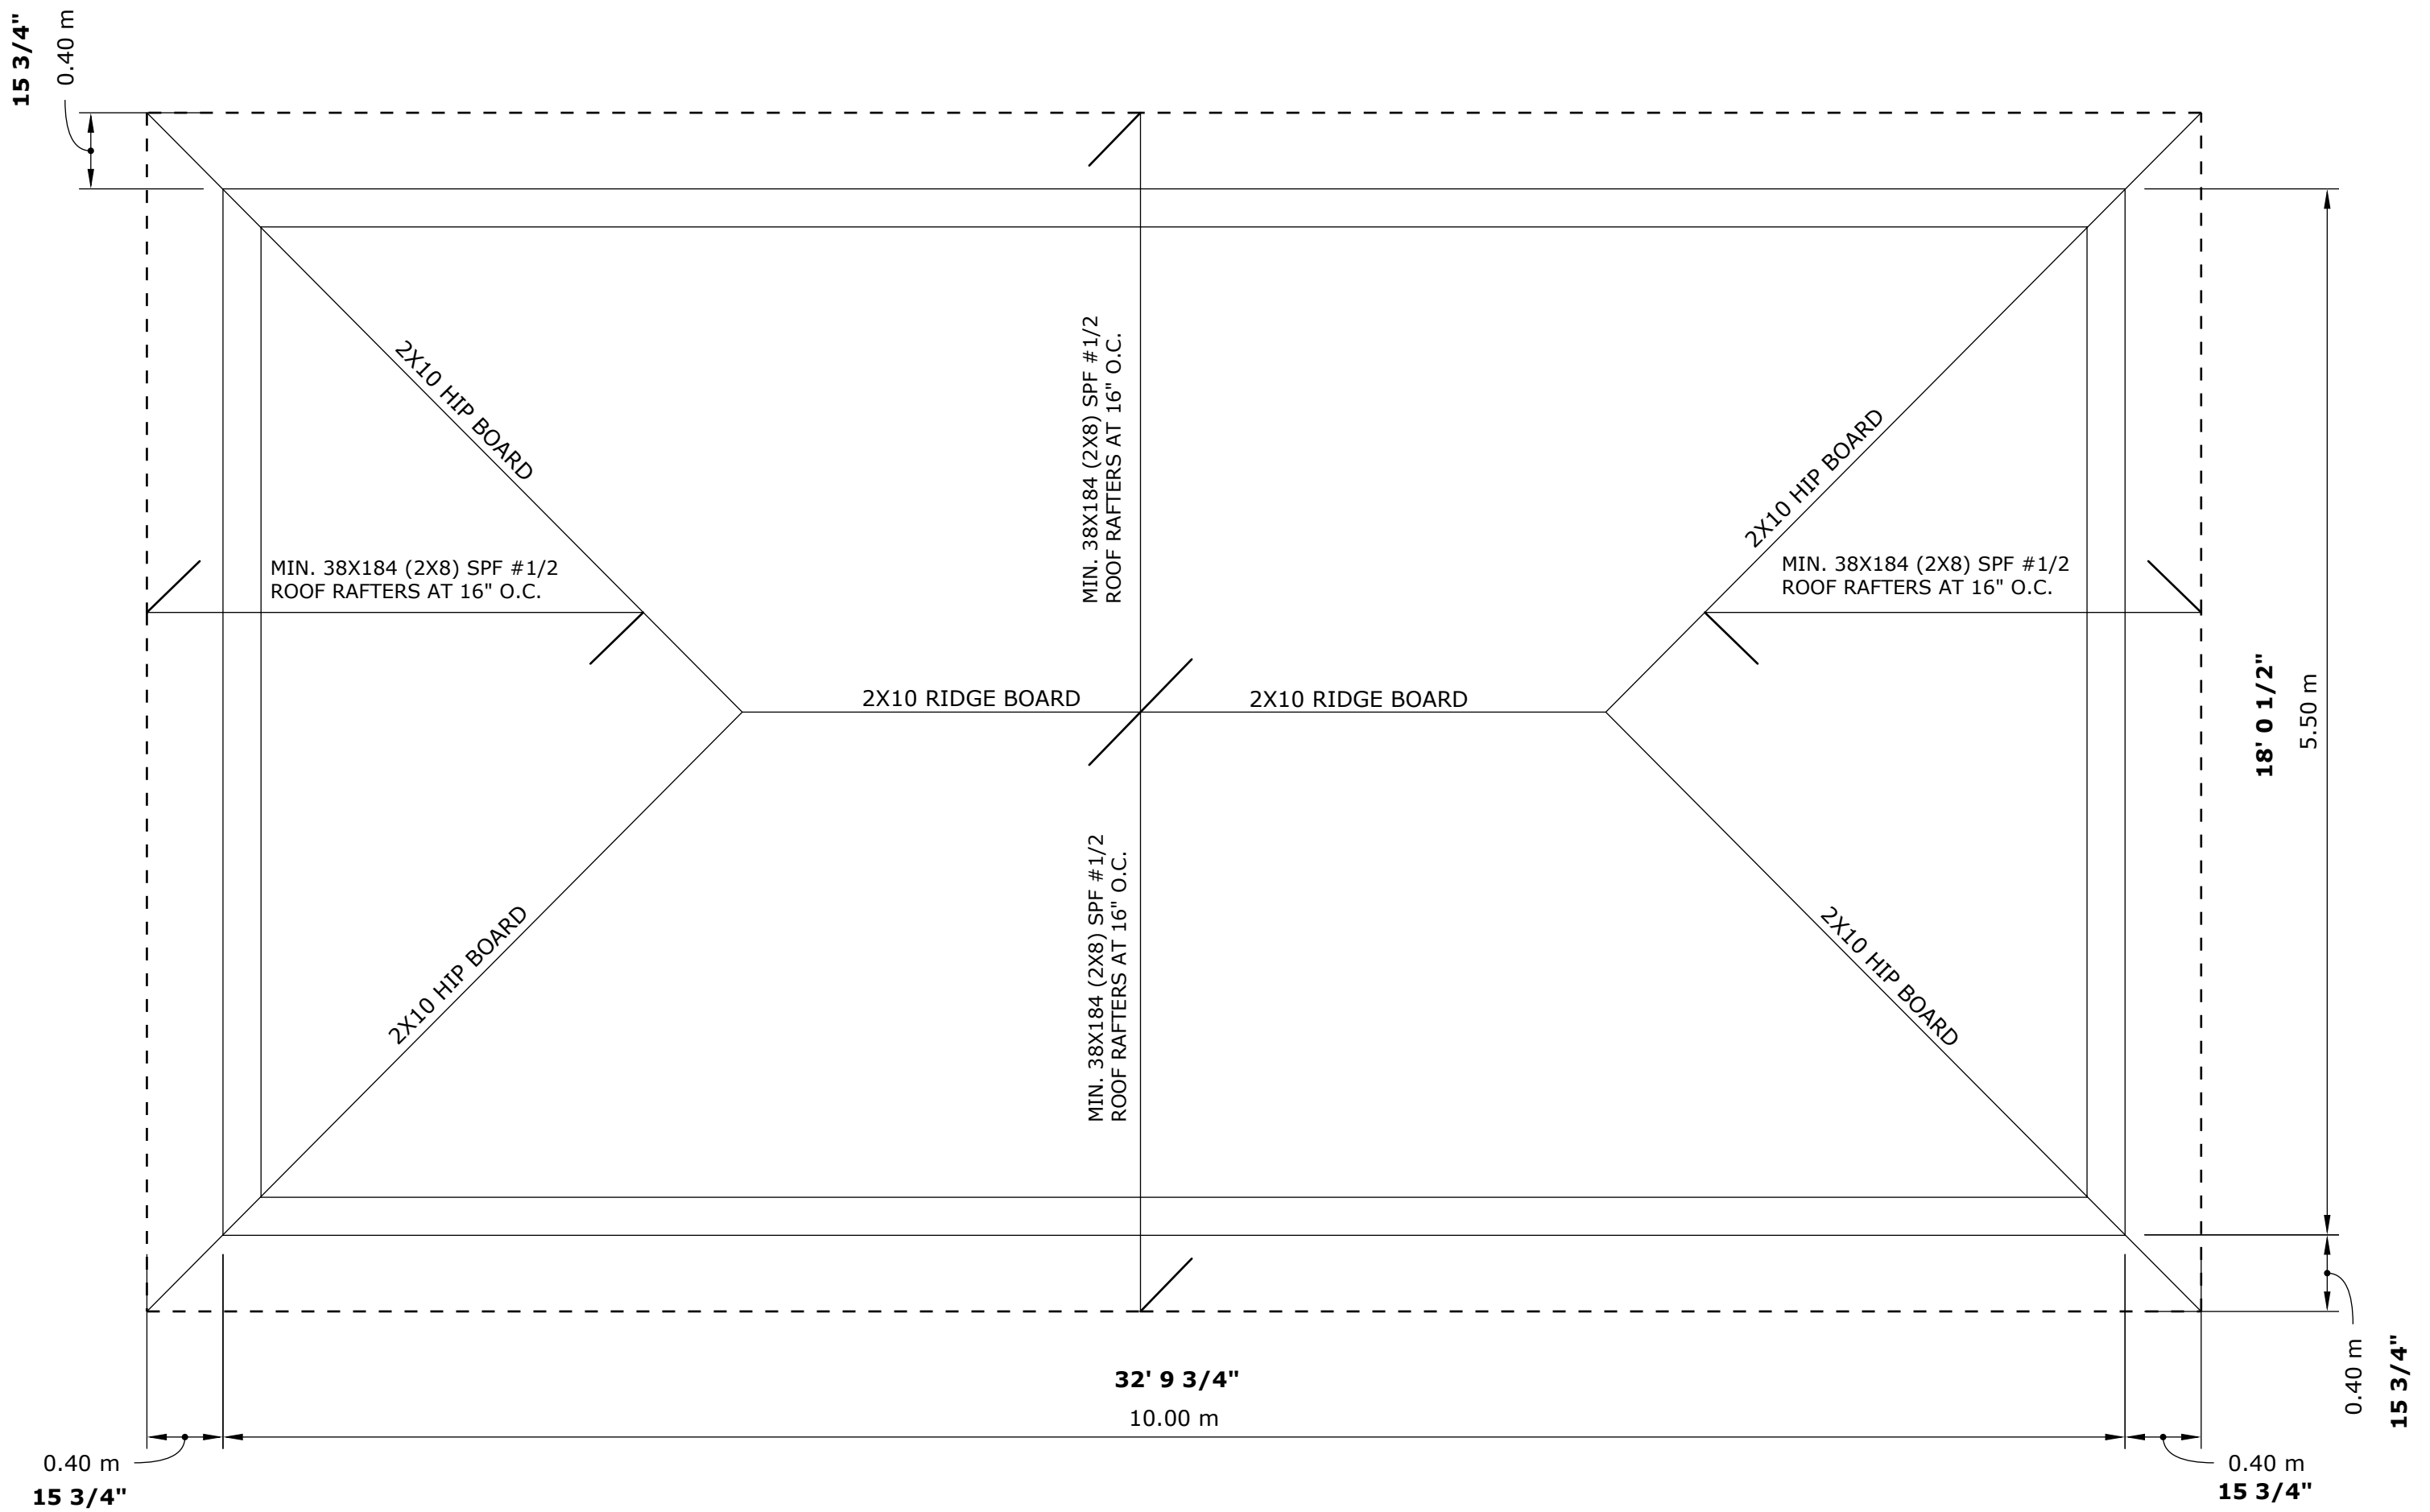 15 3/4"
0.40 m
2X10 HIP BOARD
MIN. 38X184 (2X8) SPF #1/2
ROOF RAFTERS AT 16" O.C.
2X10 HIP BOARD
MIN. 38X184 (2X8) SPF #1/2
ROOF RAFTERS AT 16" O.C.
MIN. 38X184 (2X8) SPF #1/2
ROOF RAFTERS AT 16" O.C.
2X10 RIDGE BOARD
2X10 RIDGE BOARD
18' 0 1/2"
5.50 m
2X10 HIP BOARD
MIN. 38X184 (2X8) SPF #1/2
ROOF RAFTERS AT 16" O.C.
2X10 HIP BOARD
32' 9 3/4"
10.00 m
0.40 m
15 3/4"
0.40 m
15 3/4"
0.40 m
15 3/4"